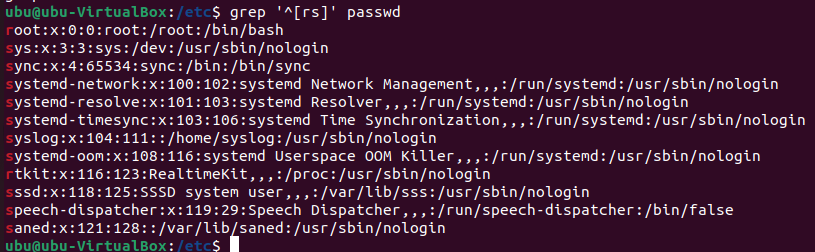 ubu@ubu-VirtualBox:/etc$ grep '^[rs]' passwd
root:x:0:0:root:/root:/bin/bash
sys:x:3:3:sys:/dev:/usr/sbin/nologin
sync:x:4:65534:sync:/bin:/bin/sync
systemd-network:x:100:102:systemd Network Management,,,:/run/systemd:/usr/sbin/nologin
systemd-resolve:x:101:103:systemd Resolver,,,:/run/systemd:/usr/sbin/nologin
systemd-timesync:x:103:106:systemd Time Synchronization,,,:/run/systemd:/usr/sbin/nologin
syslog:x:104:111::/home/syslog:/usr/sbin/nologin
systemd-oom:x:108:116:systemd Userspace OOM Killer,,,:/run/systemd:/usr/sbin/nologin
rtkit:x:116:123:RealtimeKit,,,:/proc:/usr/sbin/nologin
sssd:x:118:125:SSSD system user,,,:/var/lib/sss:/usr/sbin/nologin
speech-dispatcher:x:119:29:Speech Dispatcher,,,:/run/speech-dispatcher:/bin/false
saned:x:121:128::/var/lib/saned:/usr/sbin/nologin
ubu@ubu-VirtualBox:/etc$